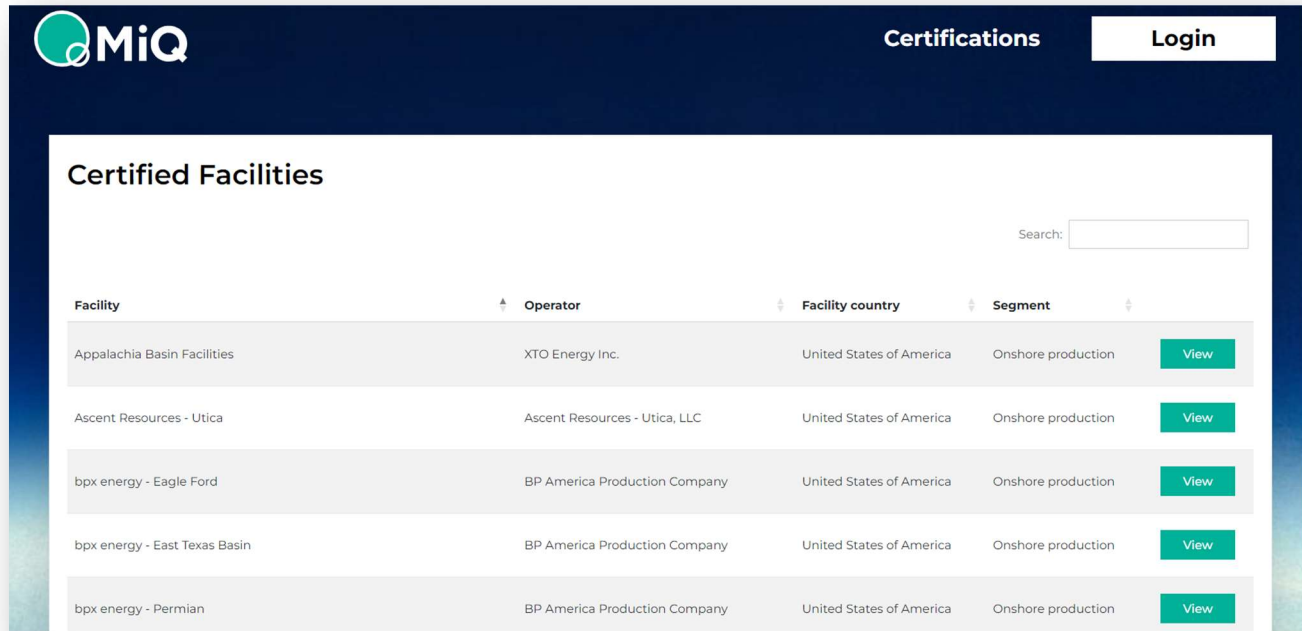 MiQ
Certifications
Login
Certified Facilities
Search:
Facility Operator Facility country Segment
Appalachia Basin Facilities XTO Energy Inc. United States of America Onshore production View
Ascent Resources - Utica Ascent Resources - Utica, LLC United States of America Onshore production View
bpx energy - Eagle Ford BP America Production Company United States of America Onshore production View
bpx energy - East Texas Basin BP America Production Company United States of America Onshore production View
bpx energy - Permian BP America Production Company United States of America Onshore production View